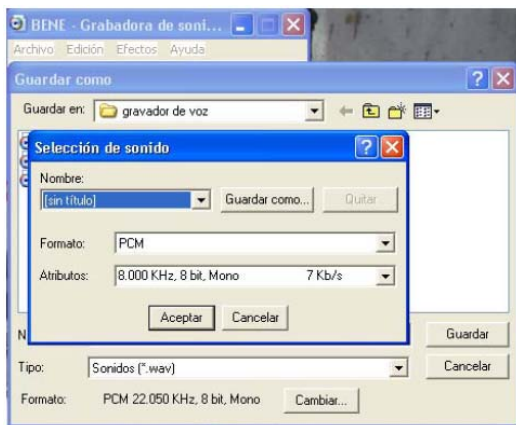 BENE - Grabadora de soni...
Archivo Edición Efectos Ayuda
Guardar como
Guardar en: gravador de voz
Selección de sonido
Nombre:
[sin título] Guardar como... Quitar
Formato: PCM
Atributos: 8.000 KHz, 8 bit, Mono 7 Kb/s
Aceptar Cancelar
N Guardar
Tipo: Sonidos (*.wav) Cancelar
Formato: PCM 22.050 KHz, 8 bit, Mono Cambiar...